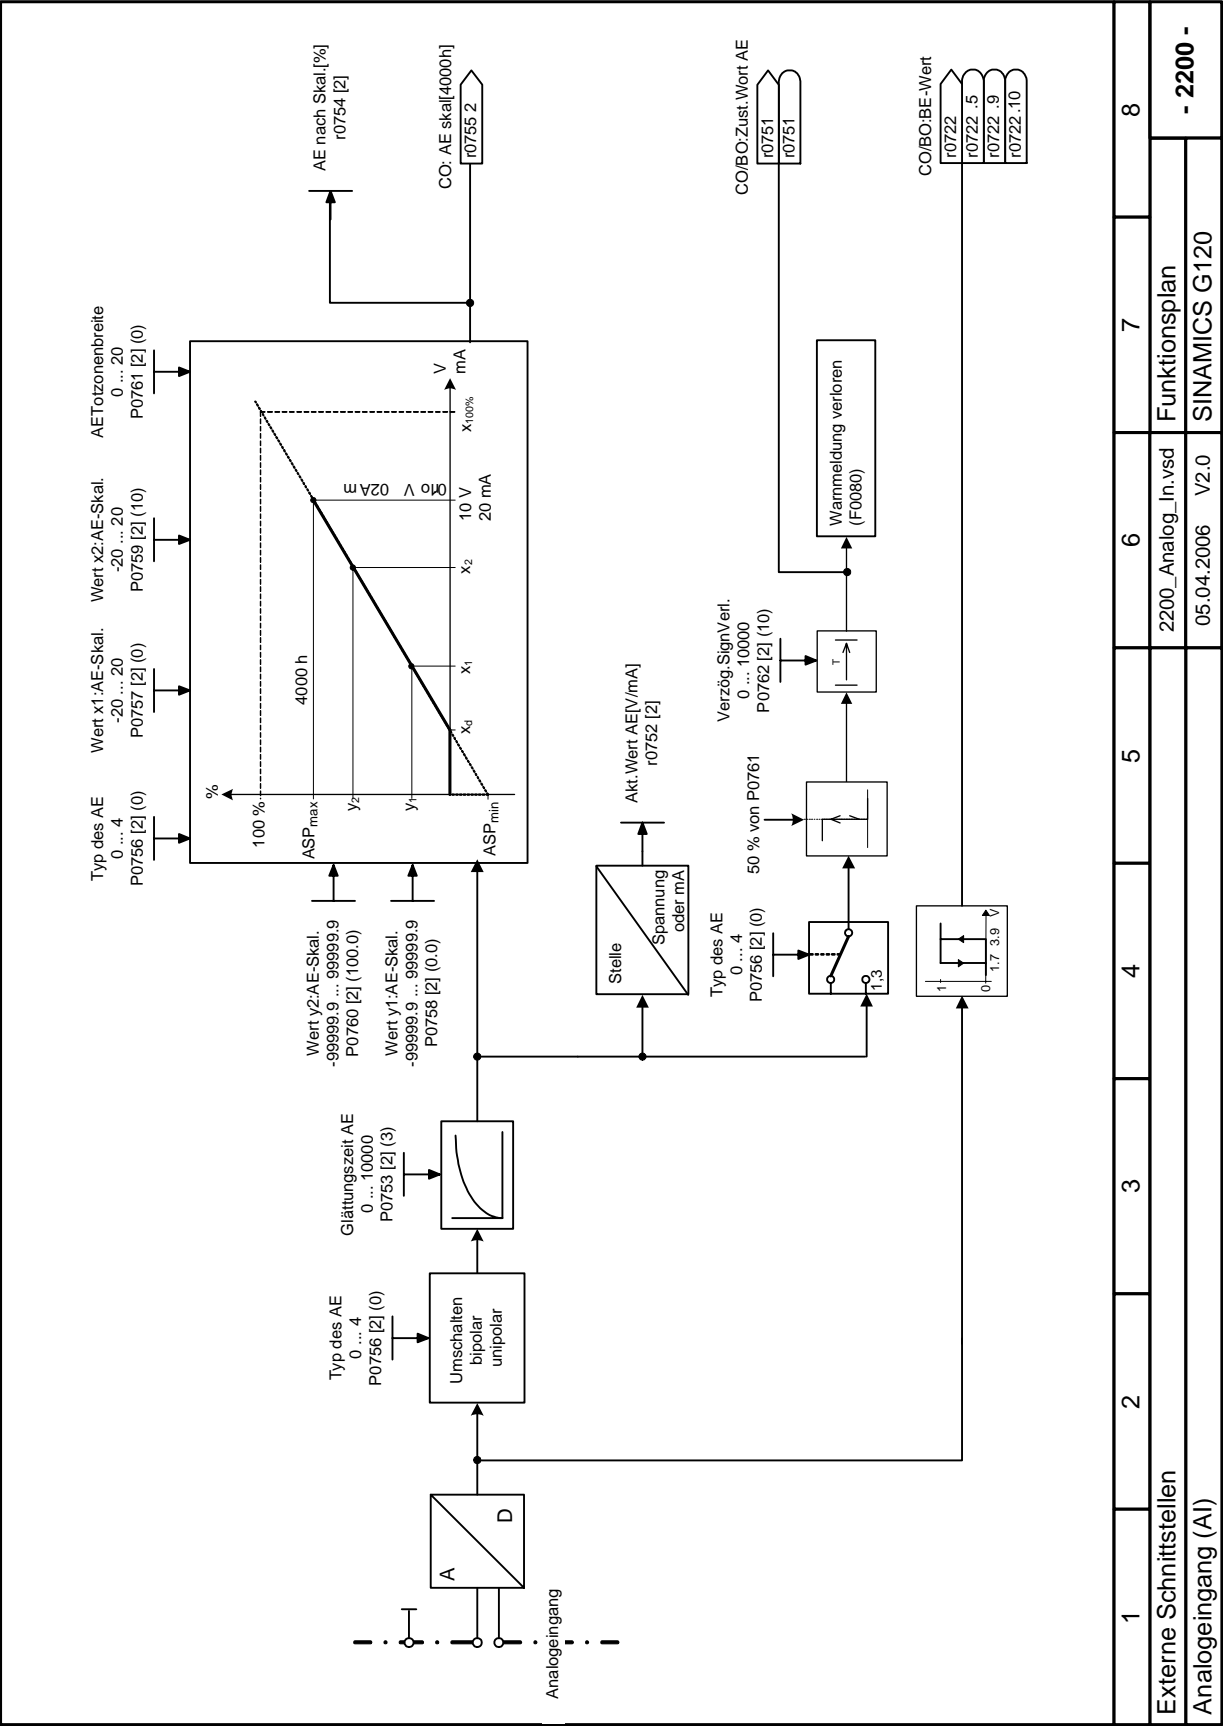 Typ des AE
0 ... 4
P0756 [2] (0)
Wert x1:AE-Skal.
-20 ... 20
P0757 [2] (0)
Wert x2:AE-Skal.
-20 ... 20
P0759 [2] (10)
AETotzonenbreite
0 ... 20
P0761 [2] (0)
%
100 %
ASPmax
y2
y1
ASPmin
4000 h
xd
x1
x2
10 V
20 mA
x100%
V
mA
AE nach Skal.[%]
r0754 [2]
CO: AE skal[4000h]
r0755 2
Wert y2:AE-Skal.
-99999.9 ... 99999.9
P0760 [2] (100.0)
Wert y1:AE-Skal.
-99999.9 ... 99999.9
P0758 [2] (0.0)
Glättungszeit AE
0 ... 10000
P0753 [2] (3)
Typ des AE
0 ... 4
P0756 [2] (0)
Umschalten
bipolar
unipolar
A
D
Analogeingang
Stelle
Spannung
oder mA
Akt.Wert AE[V/mA]
r0752 [2]
Typ des AE
0 ... 4
P0756 [2] (0)
1,3
50 % von P0761
Verzög.SignVerl.
0 ... 10000
P0762 [2] (10)
T
Warnmeldung verloren
(F0080)
CO/BO:Zust.Wort AE
r0751
r0751
1
0
1.7 3.9
V
CO/BO:BE-Wert
r0722
r0722 .5
r0722 .9
r0722 .10
1 2 3 4 5 6 7 8
Externe Schnittstellen
2200_Analog_In.vsd
Funktionsplan
- 2200 -
Analogeingang (AI)
05.04.2006 V2.0
SINAMICS G120